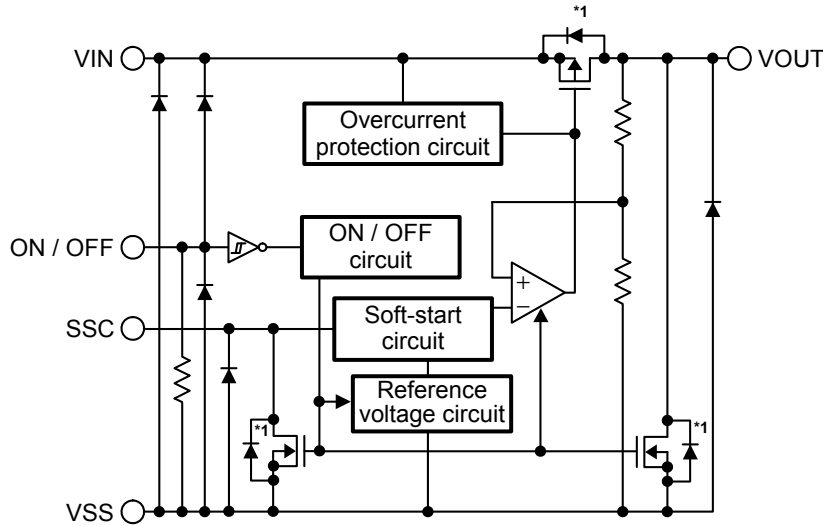 *1
VIN
VOUT
Overcurrent
protection circuit
ON / OFF
ON / OFF
circuit
+
−
SSC
Soft-start
circuit
Reference
voltage circuit
*1
*1
VSS